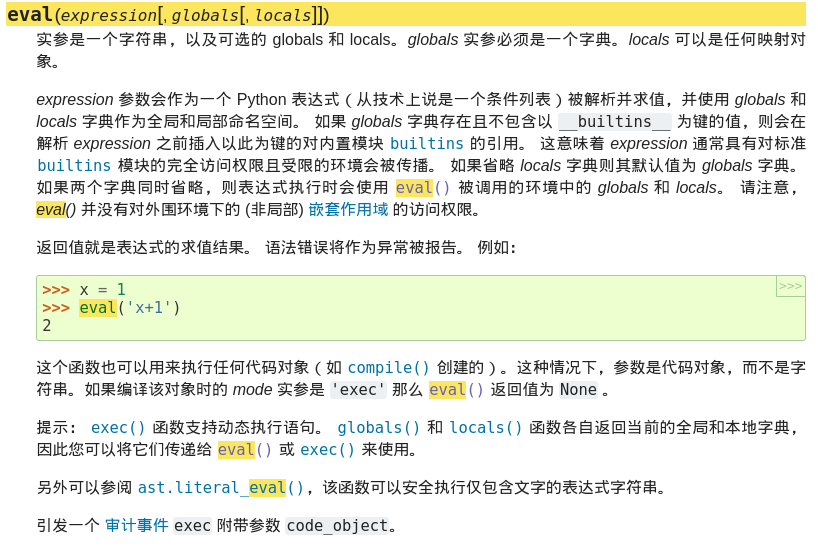 eval(expression[, globals[, locals]])
实参是一个字符串，以及可选的 globals 和 locals。globals 实参必须是一个字典。locals 可以是任何映射对
象。
expression 参数会作为一个 Python 表达式（从技术上说是一个条件列表）被解析并求值，并使用 globals 和
locals 字典作为全局和局部命名空间。 如果 globals 字典存在且不包含以 __builtins__ 为键的值，则会在
解析 expression 之前插入以此为键的对内置模块 builtins 的引用。 这意味着 expression 通常具有对标准
builtins 模块的完全访问权限且受限的环境会被传播。 如果省略 locals 字典则其默认值为 globals 字典。
如果两个字典同时省略，则表达式执行时会使用 eval() 被调用的环境中的 globals 和 locals。 请注意，
eval() 并没有对外围环境下的 (非局部) 嵌套作用域 的访问权限。
返回值就是表达式的求值结果。 语法错误将作为异常被报告。 例如：
>>>
>>> x = 1
>>> eval('x+1')
2
这个函数也可以用来执行任何代码对象（如 compile() 创建的）。这种情况下，参数是代码对象，而不是字
符串。如果编译该对象时的 mode 实参是 'exec' 那么 eval() 返回值为 None 。
提示： exec() 函数支持动态执行语句。 globals() 和 locals() 函数各自返回当前的全局和本地字典，
因此您可以将它们传递给 eval() 或 exec() 来使用。
另外可以参阅 ast.literal_eval()，该函数可以安全执行仅包含文字的表达式字符串。
引发一个 审计事件 exec 附带参数 code_object。